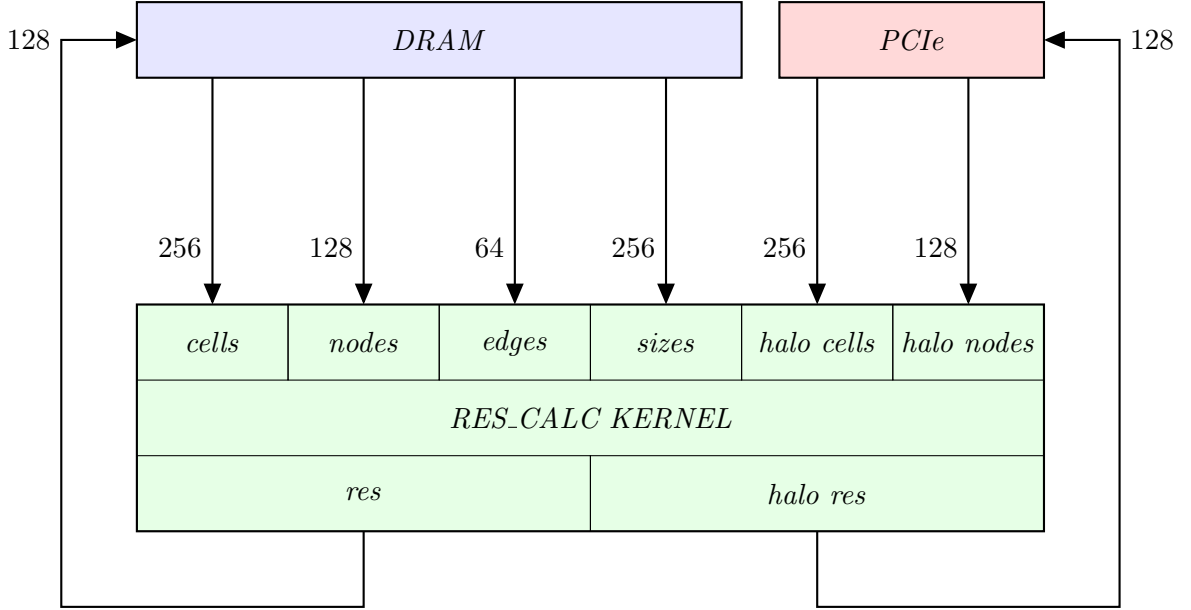 128 DRAM PCIe 128
256 128 64 256 256 128
cells nodes edges sizes halo cells halo nodes
RES_CALC KERNEL
res halo res